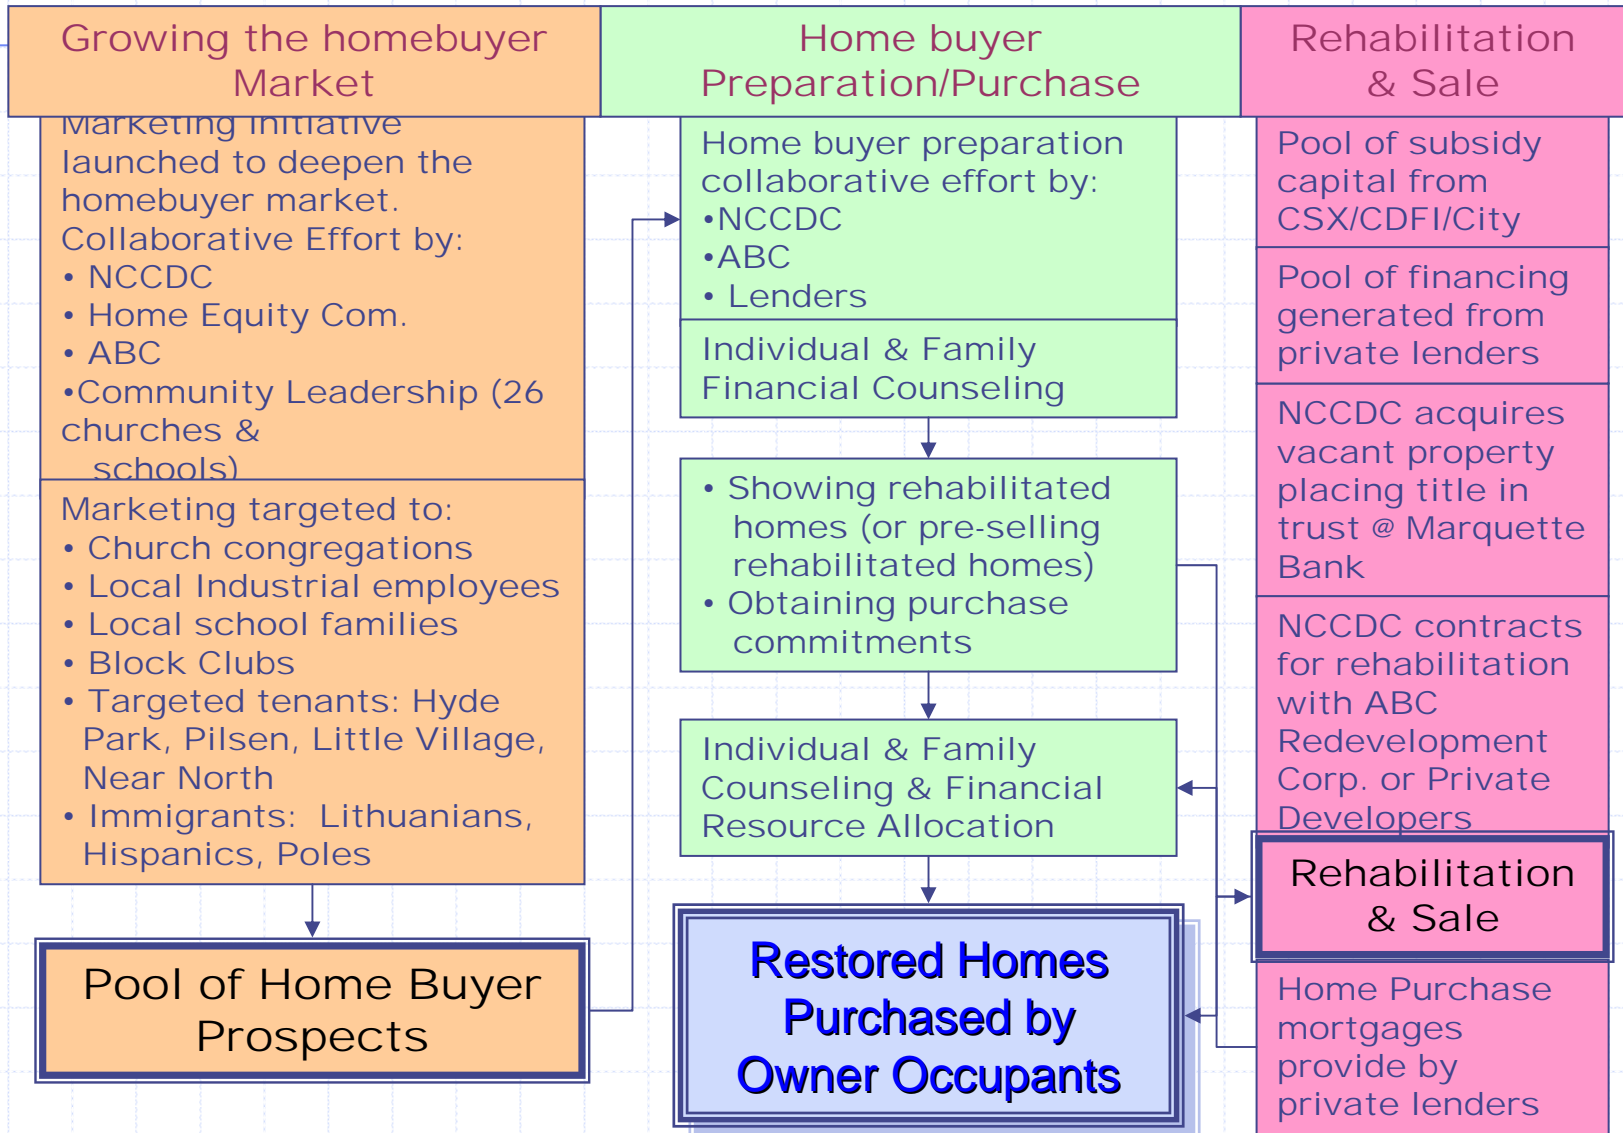 Growing the homebuyer
Market
Marketing initiative
launched to deepen the
homebuyer market.
Collaborative Effort by:
• NCCDC
• Home Equity Com.
• ABC
•Community Leadership (26
churches &
schools)
Marketing targeted to:
• Church congregations
• Local Industrial employees
• Local school families
• Block Clubs
• Targeted tenants: Hyde
Park, Pilsen, Little Village,
Near North
• Immigrants: Lithuanians,
Hispanics, Poles
Pool of Home Buyer
Prospects
Home buyer
Preparation/Purchase
Home buyer preparation
collaborative effort by:
•NCCDC
•ABC
• Lenders
Individual & Family
Financial Counseling
• Showing rehabilitated
homes (or pre-selling
rehabilitated homes)
• Obtaining purchase
commitments
Individual & Family
Counseling & Financial
Resource Allocation
Restored Homes
Purchased by
Owner Occupants
Rehabilitation
& Sale
Pool of subsidy
capital from
CSX/CDFI/City
Pool of financing
generated from
private lenders
NCCDC acquires
vacant property
placing title in
trust @ Marquette
Bank
NCCDC contracts
for rehabilitation
with ABC
Redevelopment
Corp. or Private
Developers
Rehabilitation
& Sale
Home Purchase
mortgages
provide by
private lenders